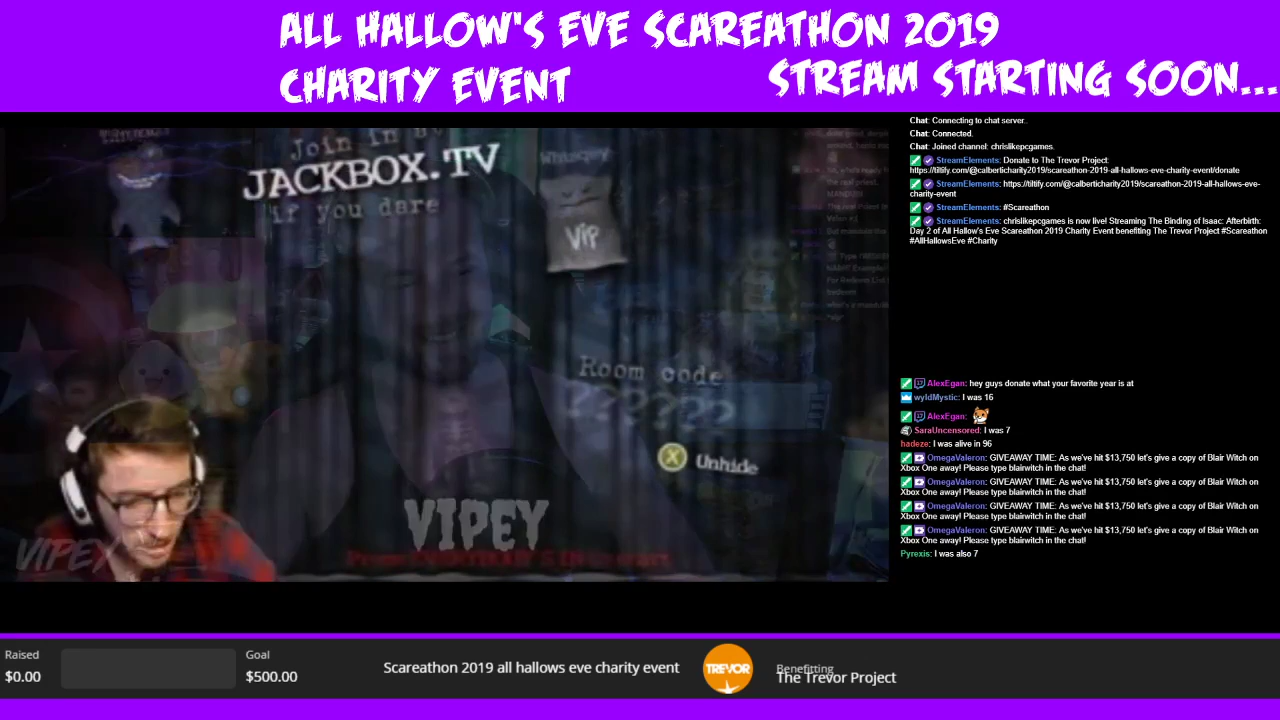 ALL HALLOW'S EVE SCAREATHON 2019
CHARITY EVENT
STREAM STARTING SOON...
Join in at
JACKBOX.TV
if you dare
Whimpey
VIP
Room code
??????
X Unhide
VIPEY
VIPEY
Chat: Connecting to chat server..
Chat: Connected.
Chat: Joined channel: chrislikepcgames.
StreamElements: Donate to The Trevor Project:
https://tiltify.com/@calberticharity2019/scareathon-2019-all-hallows-eve-charity-event/donate
StreamElements: https://tiltify.com/@calberticharity2019/scareathon-2019-all-hallows-eve-
charity-event
StreamElements: #Scareathon
StreamElements: chrislikepcgames is now live! Streaming The Binding of Isaac: Afterbirth:
Day 2 of All Hallow's Eve Scareathon 2019 Charity Event benefiting The Trevor Project #Scareathon
#AllHallowsEve #Charity
AlexEgan: hey guys donate what your favorite year is at
wyldMystic: I was 16
AlexEgan:
SaraUncensored: I was 7
hadeze: I was alive in 96
OmegaValeron: GIVEAWAY TIME: As we've hit $13,750 let's give a copy of Blair Witch on
Xbox One away! Please type blairwitch in the chat!
OmegaValeron: GIVEAWAY TIME: As we've hit $13,750 let's give a copy of Blair Witch on
Xbox One away! Please type blairwitch in the chat!
OmegaValeron: GIVEAWAY TIME: As we've hit $13,750 let's give a copy of Blair Witch on
Xbox One away! Please type blairwitch in the chat!
OmegaValeron: GIVEAWAY TIME: As we've hit $13,750 let's give a copy of Blair Witch on
Xbox One away! Please type blairwitch in the chat!
Pyrexis: I was also 7
Raised
$0.00
Goal
$500.00
Scareathon 2019 all hallows eve charity event
TREVOR
Benefitting
The Trevor Project